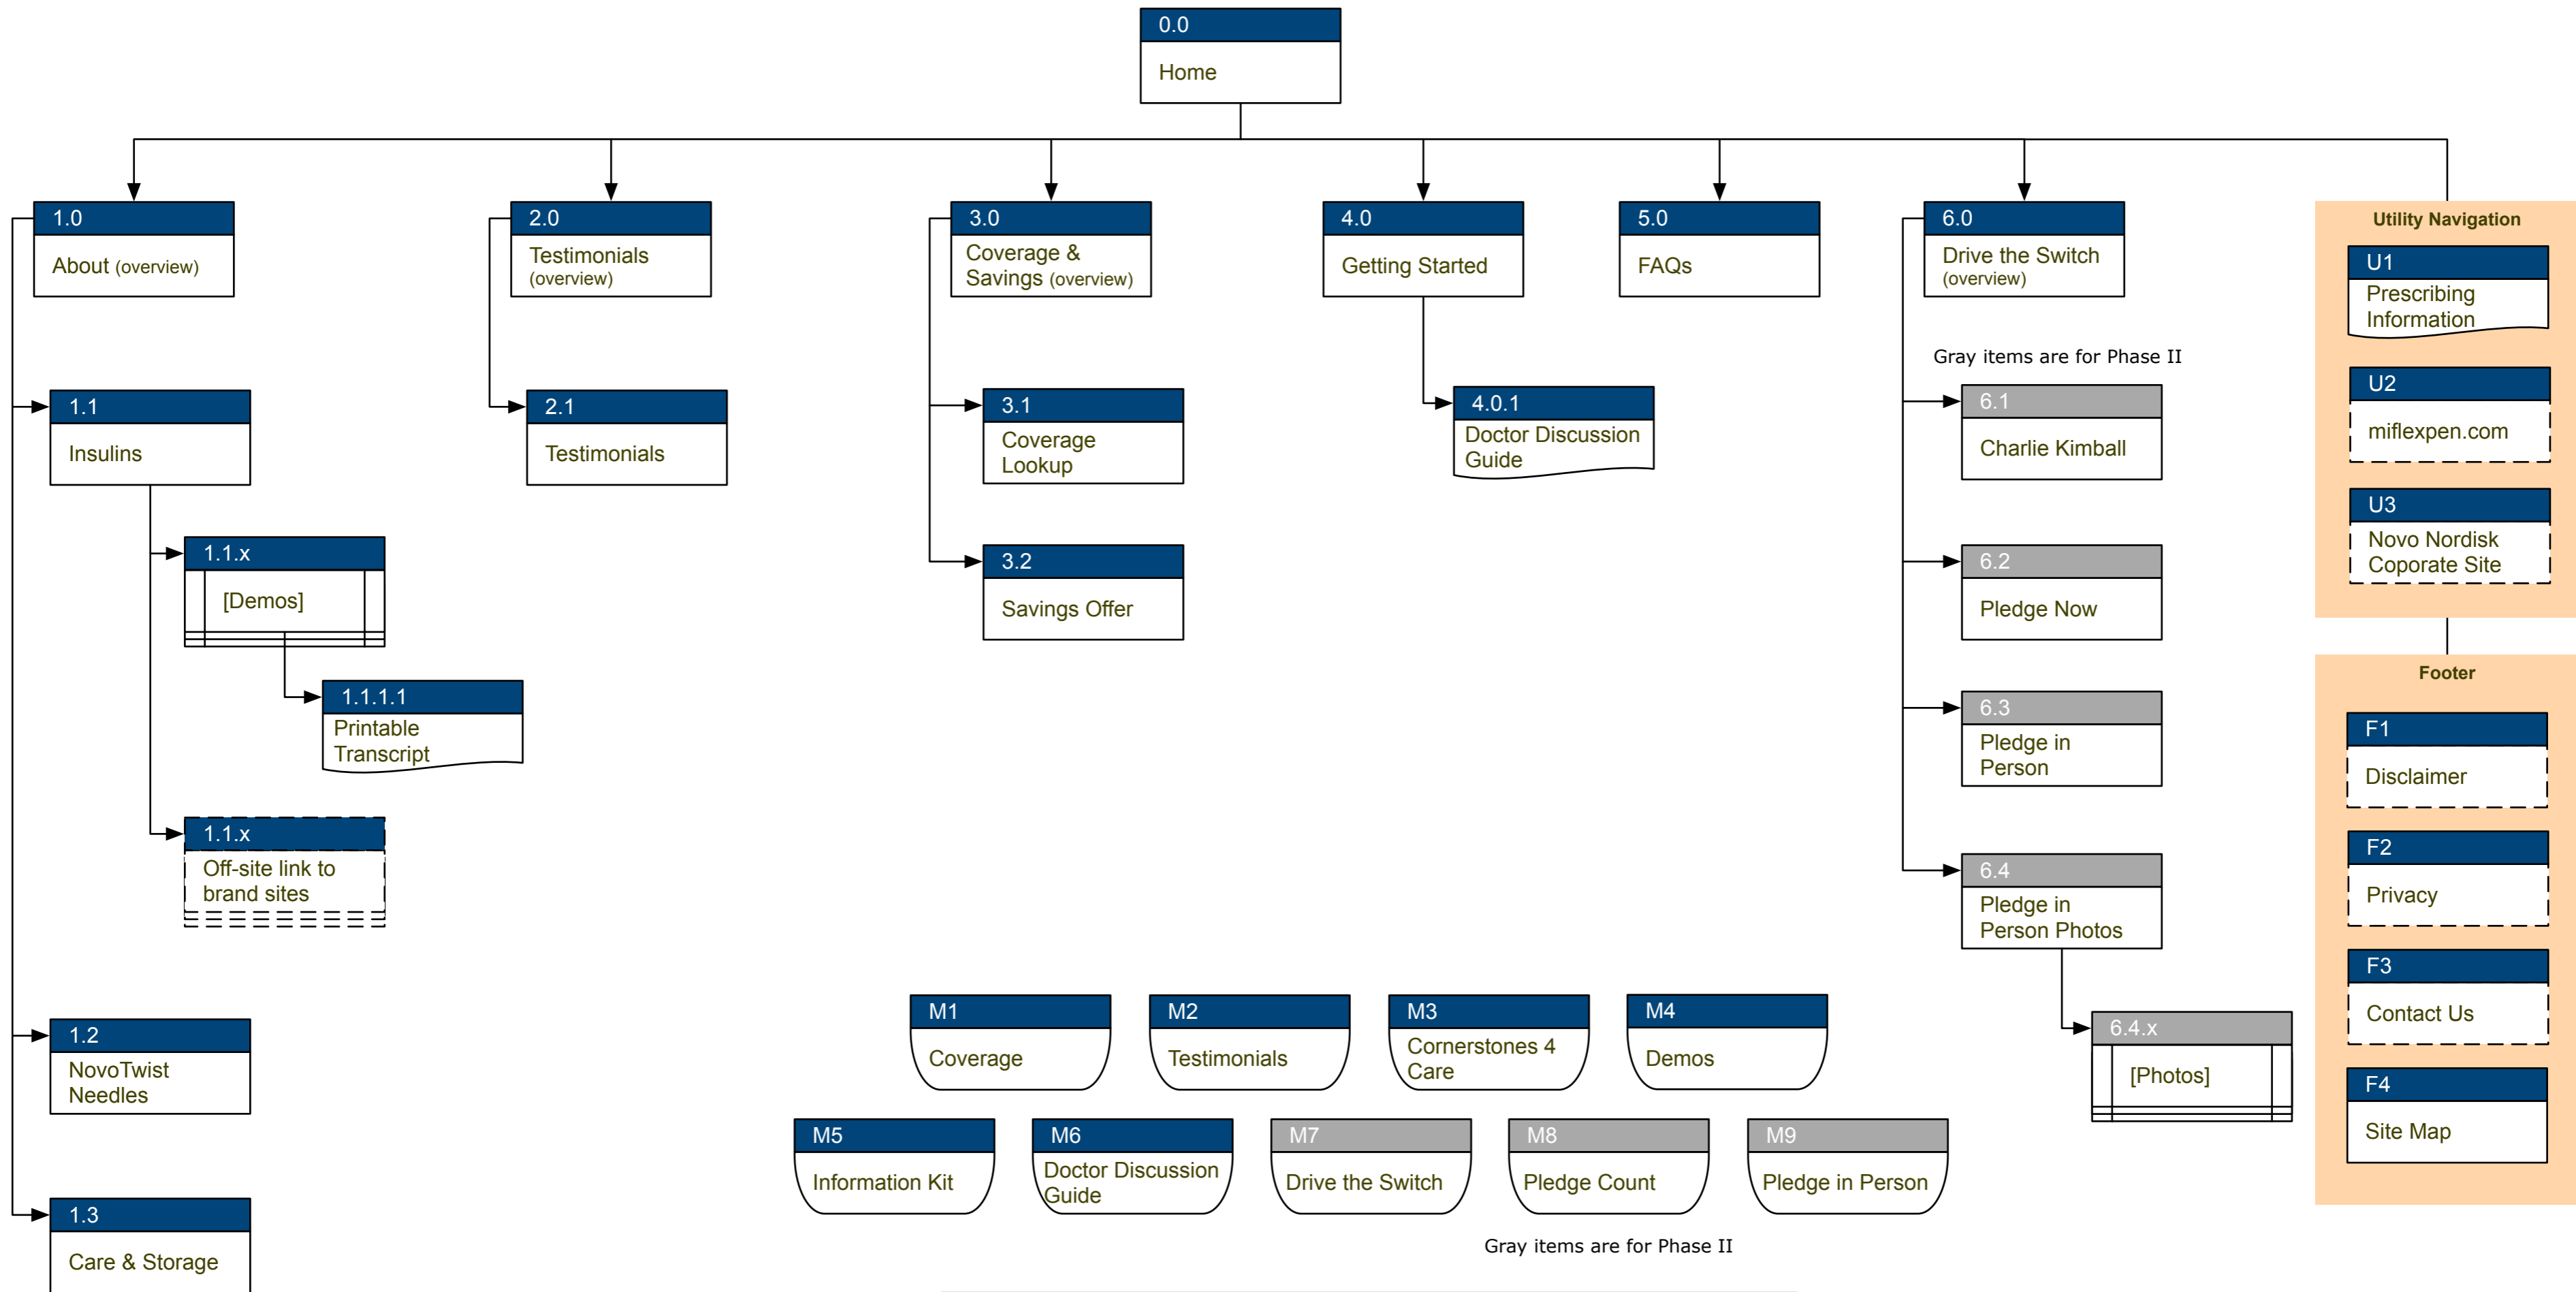 0.0
Home
1.0
About (overview)
2.0
Testimonials
(overview)
3.0
Coverage &
Savings (overview)
4.0
Getting Started
5.0
FAQs
6.0
Drive the Switch
(overview)
Utility Navigation
U1
Prescribing
Information
U2
miflexpen.com
U3
Novo Nordisk
Coporate Site
Gray items are for Phase II
1.1
Insulins
2.1
Testimonials
3.1
Coverage
Lookup
4.0.1
Doctor Discussion
Guide
6.1
Charlie Kimball
1.1.x
[Demos]
3.2
Savings Offer
6.2
Pledge Now
1.1.1.1
Printable
Transcript
6.3
Pledge in
Person
Footer
F1
Disclaimer
F2
Privacy
F3
Contact Us
F4
Site Map
1.1.x
Off-site link to
brand sites
6.4
Pledge in
Person Photos
6.4.x
[Photos]
1.2
NovoTwist
Needles
1.3
Care & Storage
M1
Coverage
M2
Testimonials
M3
Cornerstones 4
Care
M4
Demos
M5
Information Kit
M6
Doctor Discussion
Guide
M7
Drive the Switch
M8
Pledge Count
M9
Pledge in Person
Gray items are for Phase II